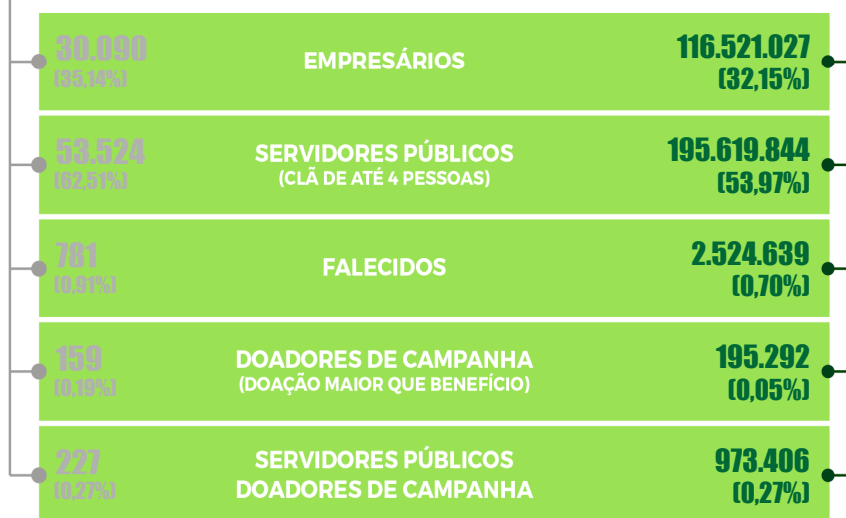 30.090
(35,14%)
EMPRESÁRIOS
116.521.027
(32,15%)
53.524
(62,51%)
SERVIDORES PÚBLICOS
(CLÃ DE ATÉ 4 PESSOAS)
195.619.844
(53,97%)
781
(0,91%)
FALECIDOS
2.524.639
(0,70%)
159
(0,19%)
DOADORES DE CAMPANHA
(DOAÇÃO MAIOR QUE BENEFÍCIO)
195.292
(0,05%)
227
(0,27%)
SERVIDORES PÚBLICOS
DOADORES DE CAMPANHA
973.406
(0,27%)